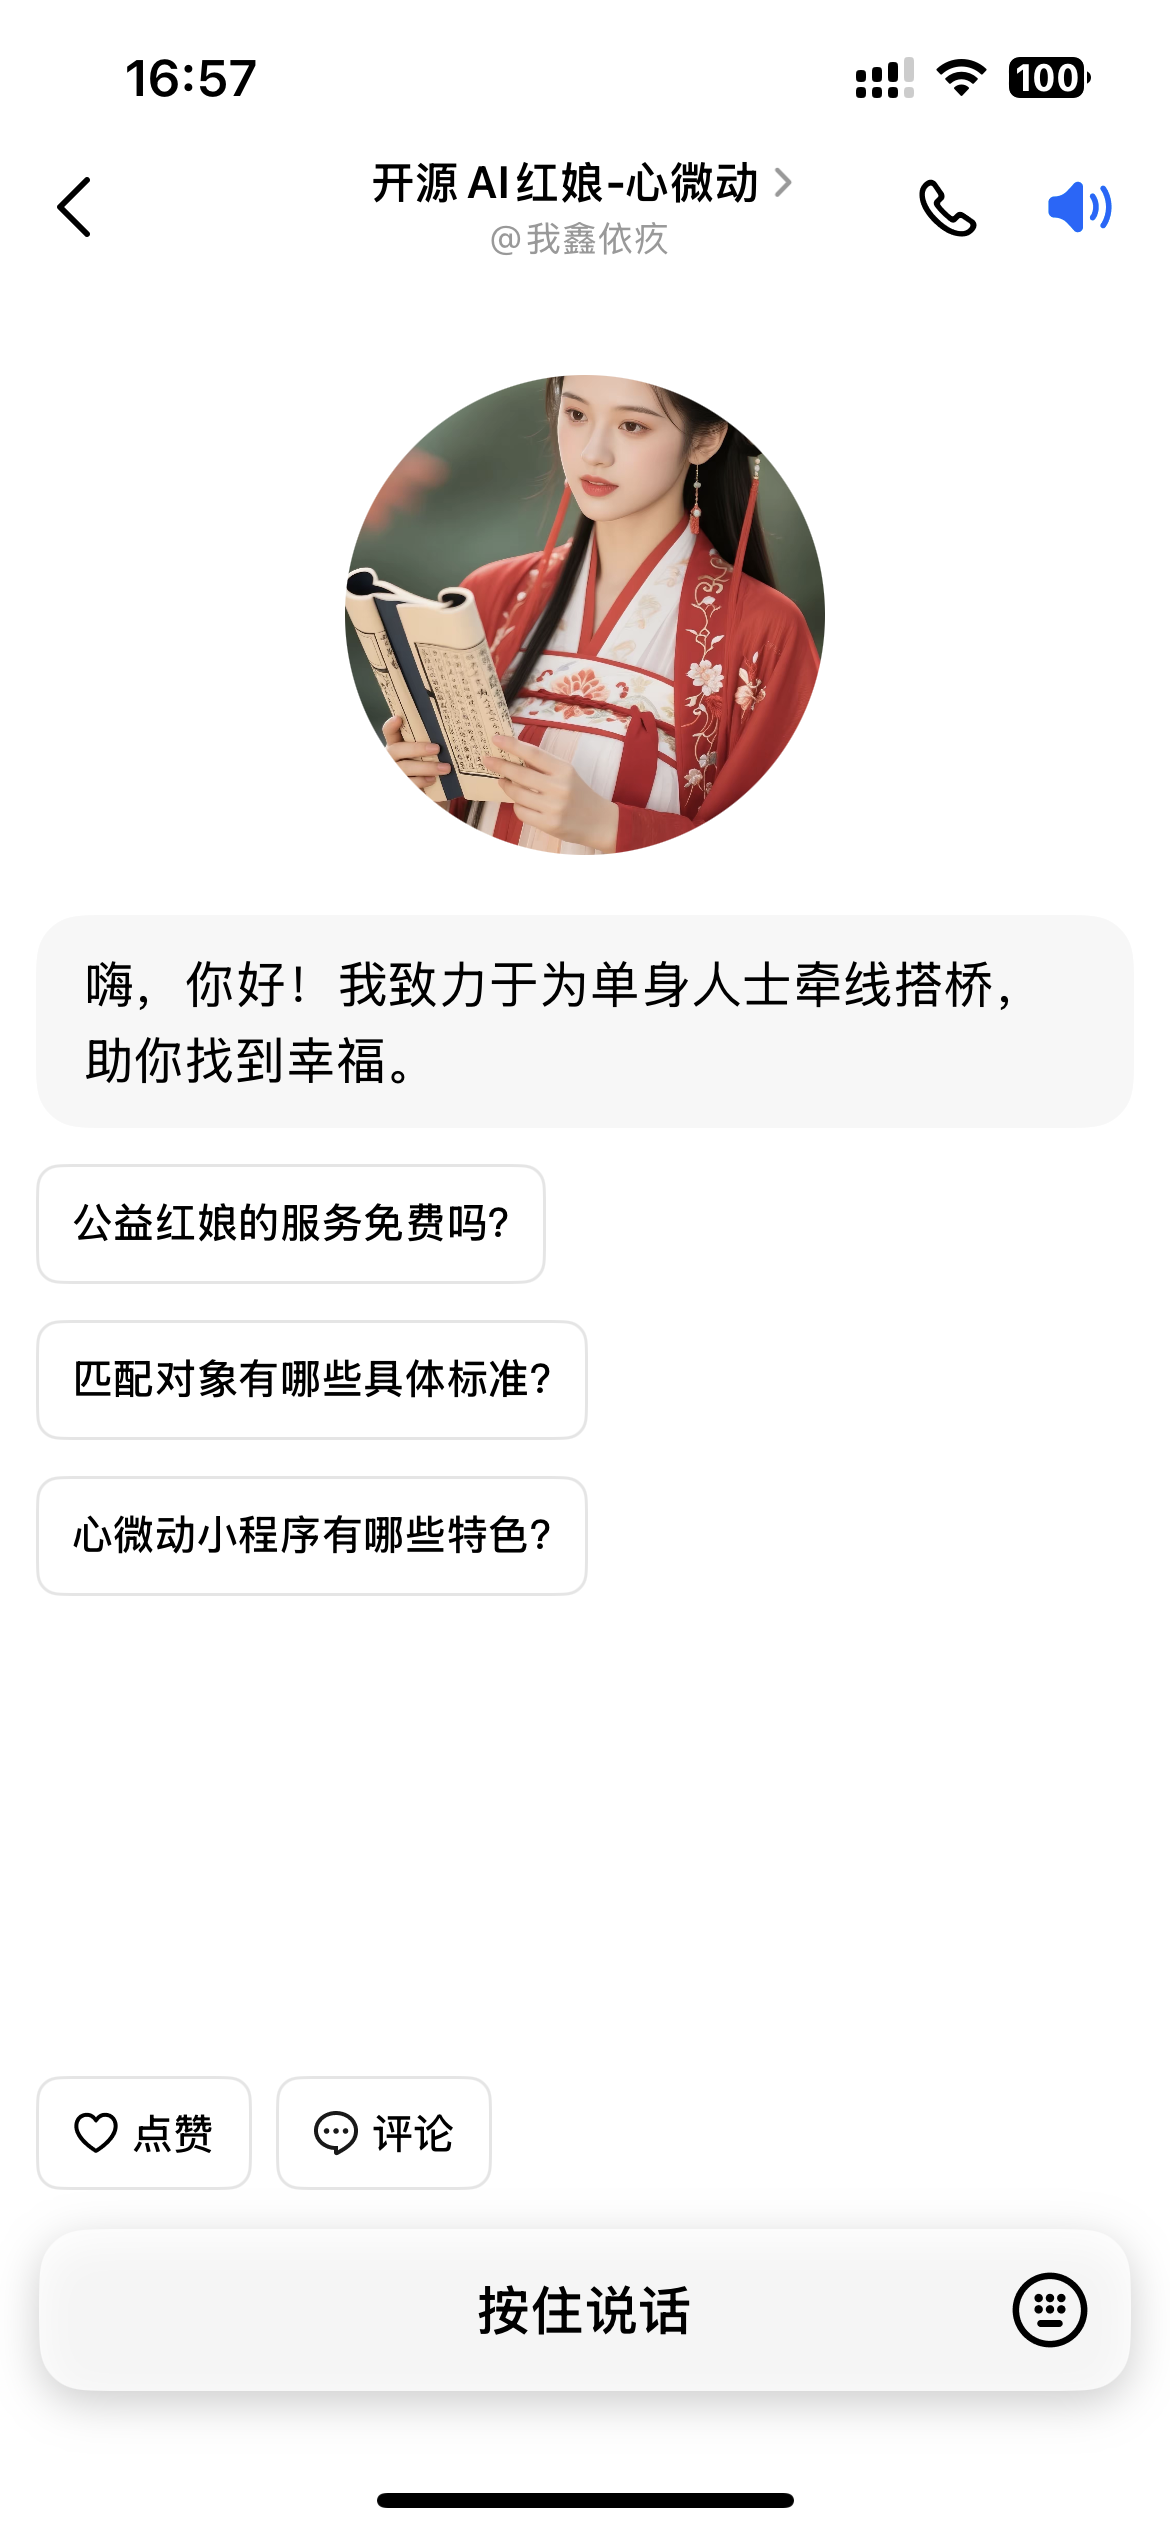 16:57
100
开源AI红娘-心微动
@我鑫依疚
嗨，你好！我致力于为单身人士牵线搭桥，
助你找到幸福。
公益红娘的服务免费吗?
匹配对象有哪些具体标准?
心微动小程序有哪些特色?
点赞
评论
按住说话